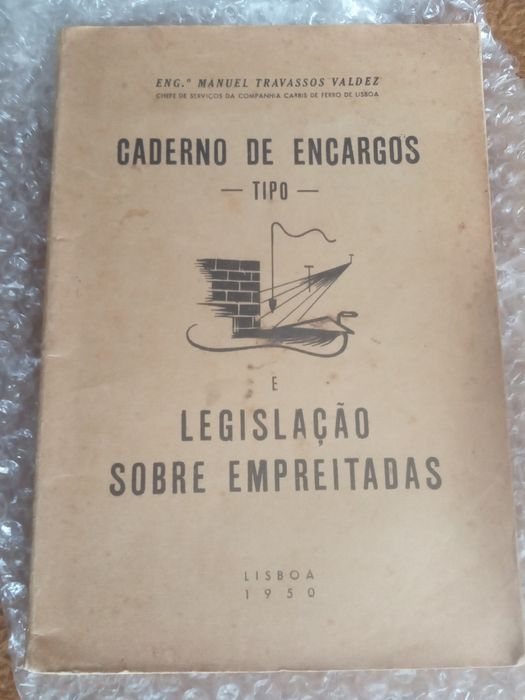 ENG.º MANUEL TRAVASSOS VALDEZ
CHEFE DE SERVIÇOS DA COMPANHIA CARRIS DE FERRO DE LISBOA
CADERNO DE ENCARGOS
— TIPO —
E
LEGISLAÇÃO
SOBRE EMPREITADAS
LISBOA
1950